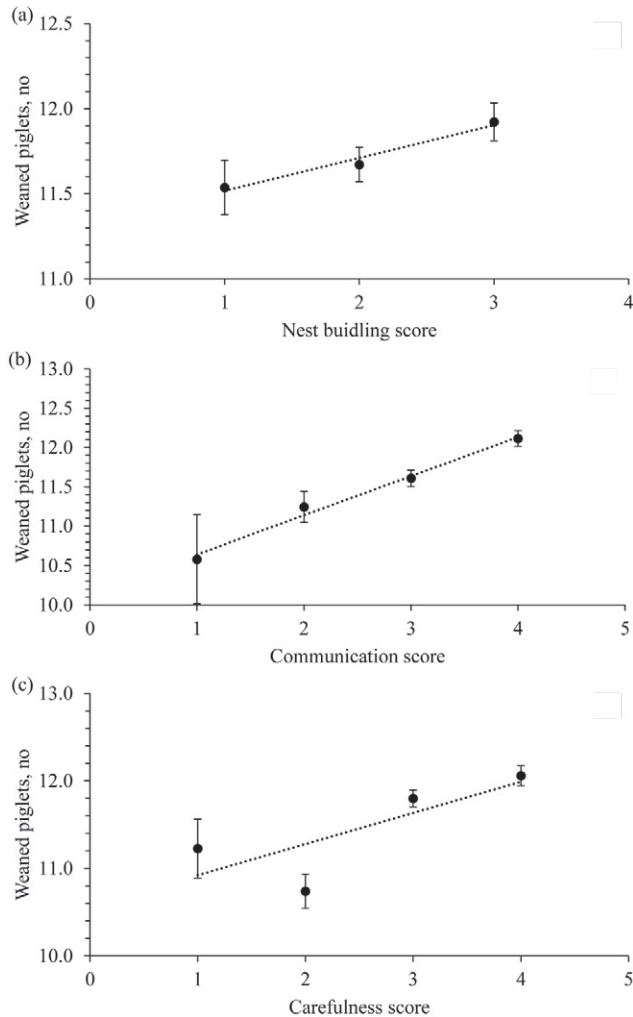 (a)
12.5
12.0
11.5
11.0
Weaned piglets, no
0 1 2 3 4
Nest buidling score
(b)
13.0
12.5
12.0
11.5
11.0
10.5
10.0
Weaned piglets, no
0 1 2 3 4 5
Communication score
(c)
13.0
12.0
11.0
10.0
Weaned piglets, no
0 1 2 3 4 5
Carefulness score